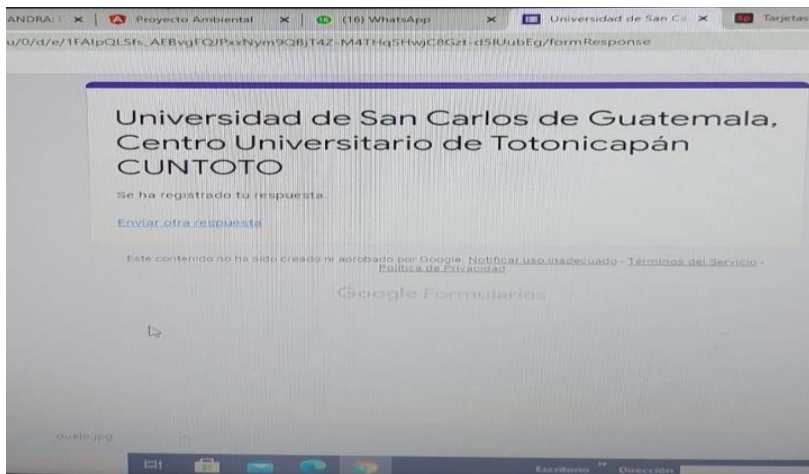 ANDRA: Proyecto Ambiental (16) WhatsApp Universidad de San Ca Tarjetas
formResponse
Universidad de San Carlos de Guatemala,
Centro Universitario de Totonicapán
CUNTOTO
Se ha registrado tu respuesta.
Enviar otra respuesta
Este contenido no ha sido creado ni aprobado por Google. Notificar uso inadecuado - Términos del Servicio -
Política de Privacidad
Google Formularios
duelo.jpg
Escritorio Dirección